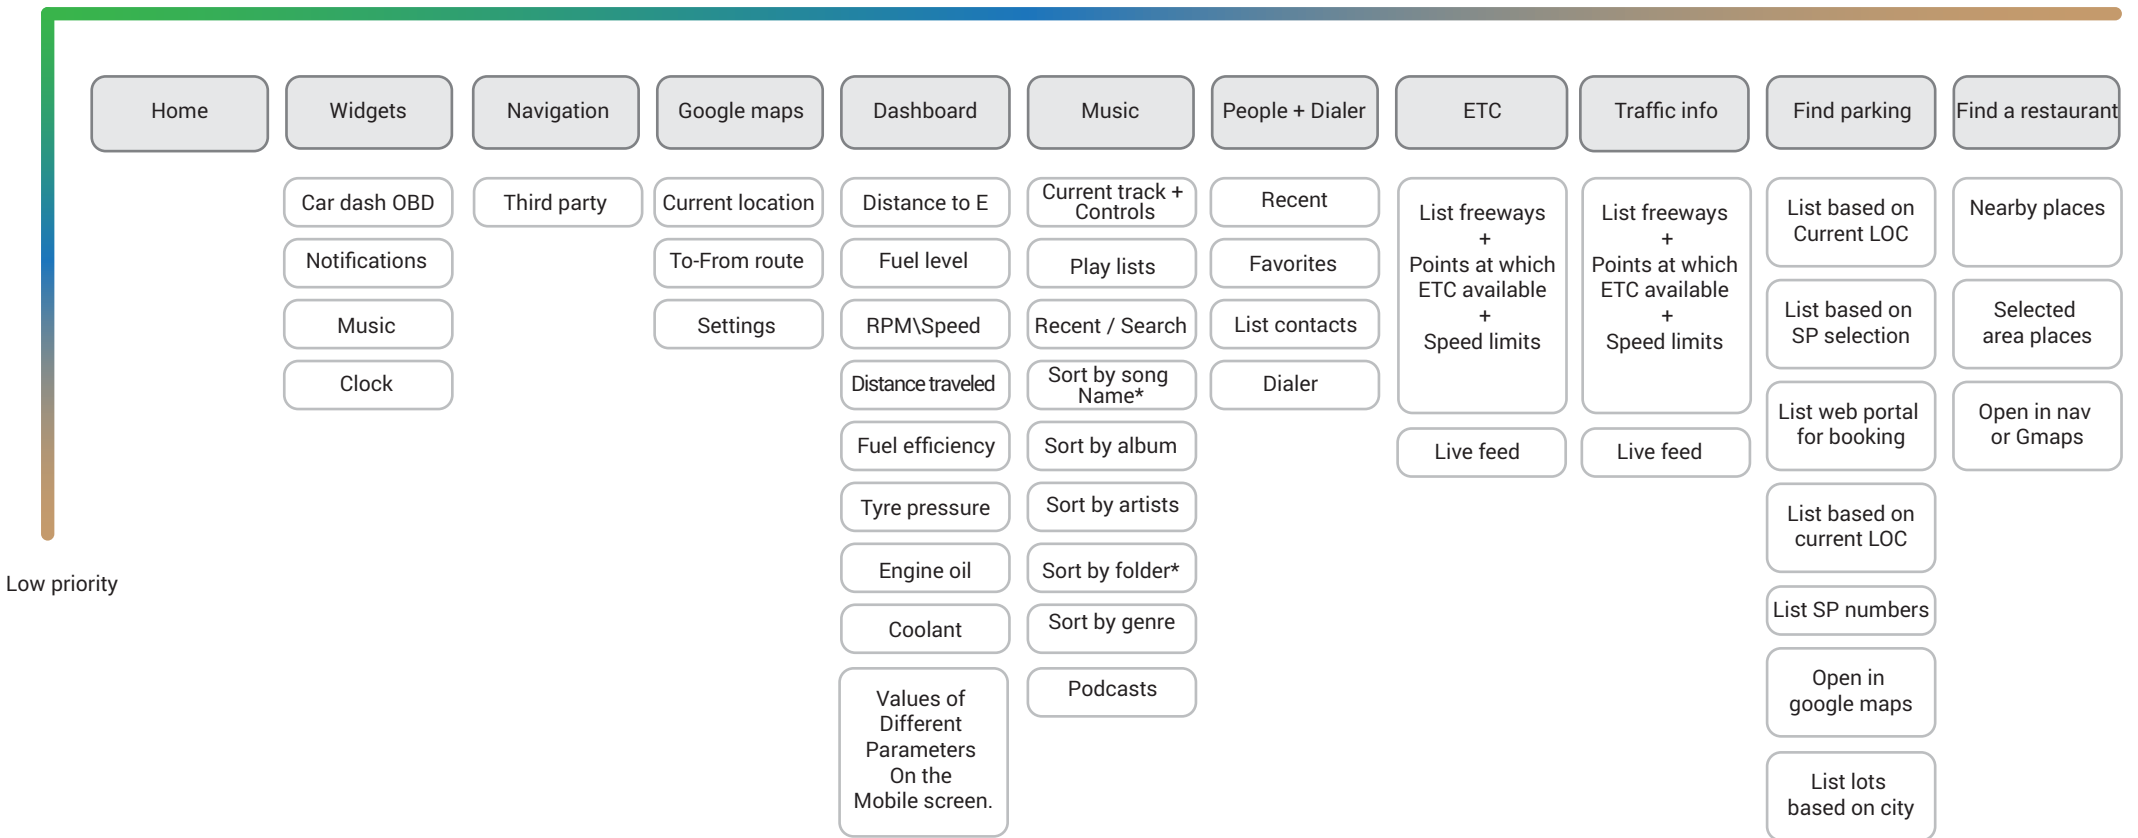 Home
Widgets
Navigation
Google maps
Dashboard
Music
People + Dialer
ETC
Traffic info
Find parking
Find a restaurant
Car dash OBD
Notifications
Music
Clock
Third party
Current location
To-From route
Settings
Distance to E
Fuel level
RPM\Speed
Distance traveled
Fuel efficiency
Tyre pressure
Engine oil
Coolant
Values of
Different
Parameters
On the
Mobile screen.
Current track +
Controls
Play lists
Recent / Search
Sort by song
Name*
Sort by album
Sort by artists
Sort by folder*
Sort by genre
Podcasts
Recent
Favorites
List contacts
Dialer
List freeways
+
Points at which
ETC available
+
Speed limits
Live feed
List freeways
+
Points at which
ETC available
+
Speed limits
Live feed
List based on
Current LOC
List based on
SP selection
List web portal
for booking
List based on
current LOC
List SP numbers
Open in
google maps
List lots
based on city
Nearby places
Selected
area places
Open in nav
or Gmaps
Low priority